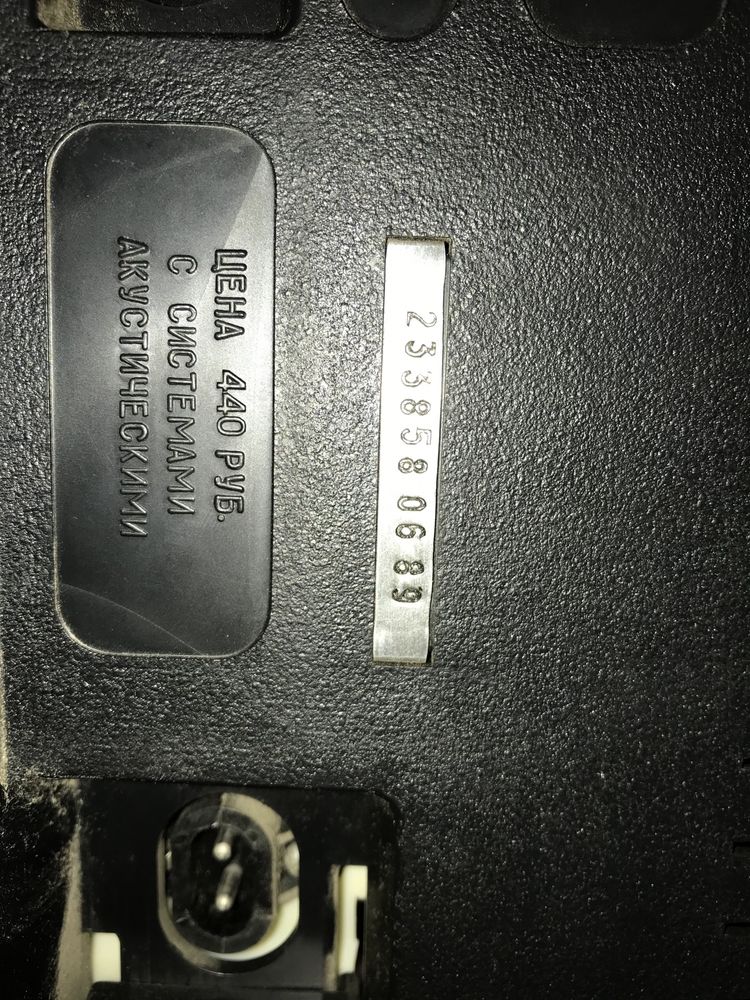 ЦЕНА 440 РУБ.
С СИСТЕМАМИ
АКУСТИЧЕСКИМИ
2338580689